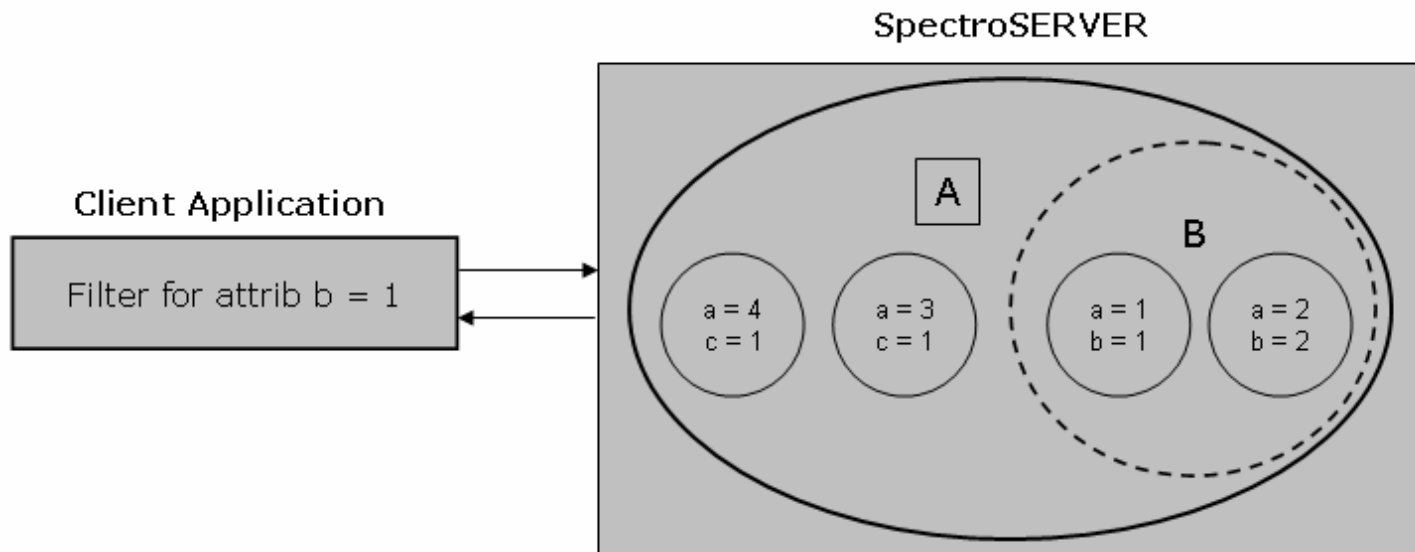 SpectroSERVER
Client Application
Filter for attrib b = 1
A
B
a = 4
c = 1
a = 3
c = 1
a = 1
b = 1
a = 2
b = 2